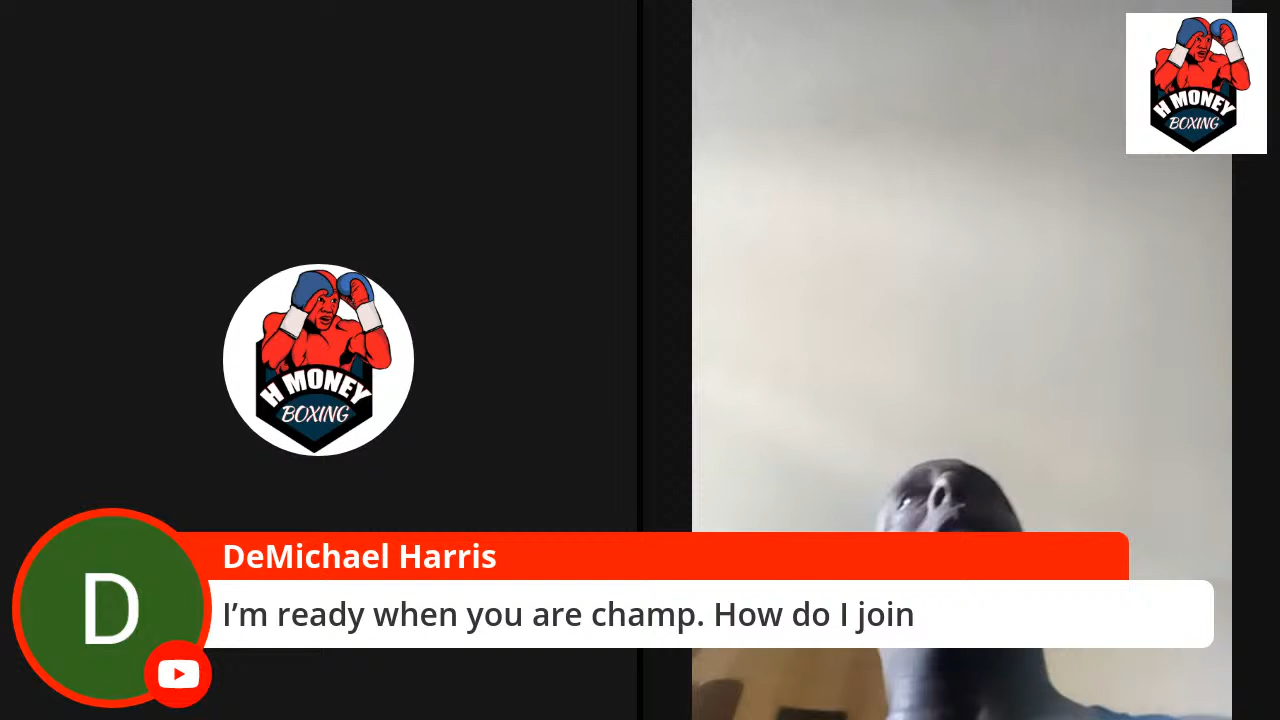 H MONEY
BOXING
H MONEY
BOXING
D
DeMichael Harris
I’m ready when you are champ. How do I join